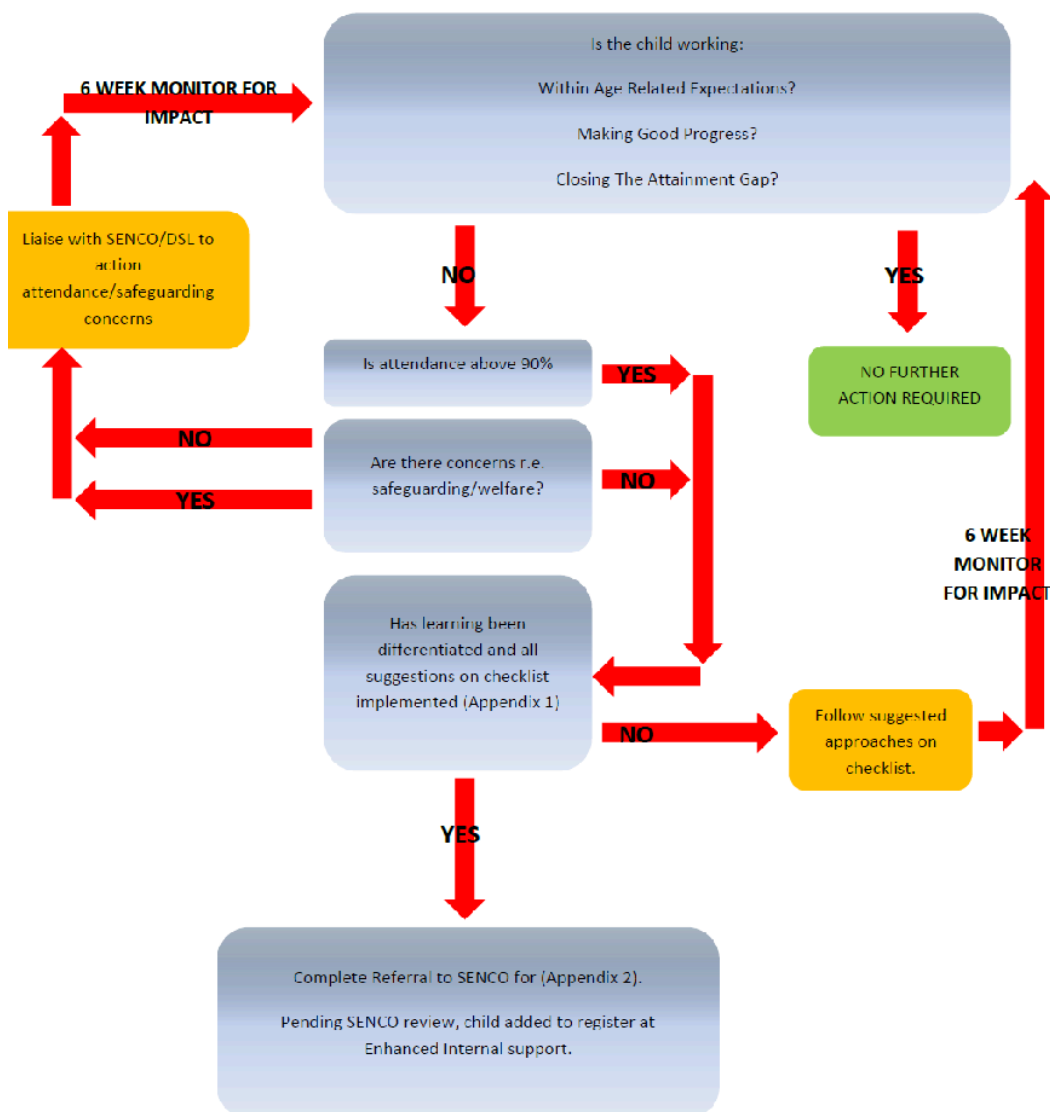 Is the child working:
Within Age Related Expectations?
Making Good Progress?
Closing The Attainment Gap?
6 WEEK MONITOR FOR
IMPACT
Liaise with SENCO/DSL to
action
attendance/safeguarding
concerns
NO
YES
Is attendance above 90%
YES
NO FURTHER
ACTION REQUIRED
NO
Are there concerns r.e.
safeguarding/welfare?
NO
YES
6 WEEK
MONITOR
FOR IMPACT
Has learning been
differentiated and all
suggestions on checklist
implemented (Appendix 1)
NO
Follow suggested
approaches on
checklist.
YES
Complete Referral to SENCO for (Appendix 2).
Pending SENCO review, child added to register at
Enhanced Internal support.